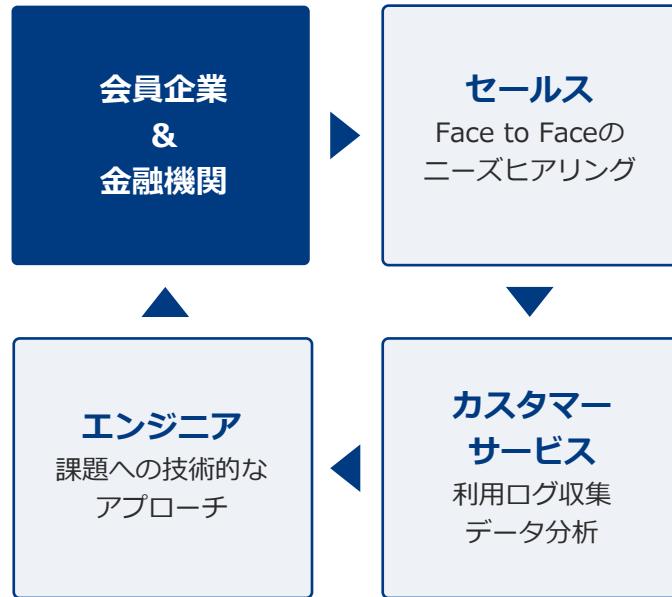 会員企業
&
金融機関
セールス
Face to Faceの
ニーズヒアリング
エンジニア
課題への技術的な
アプローチ
カスタマー
サービス
利用ログ収集
データ分析